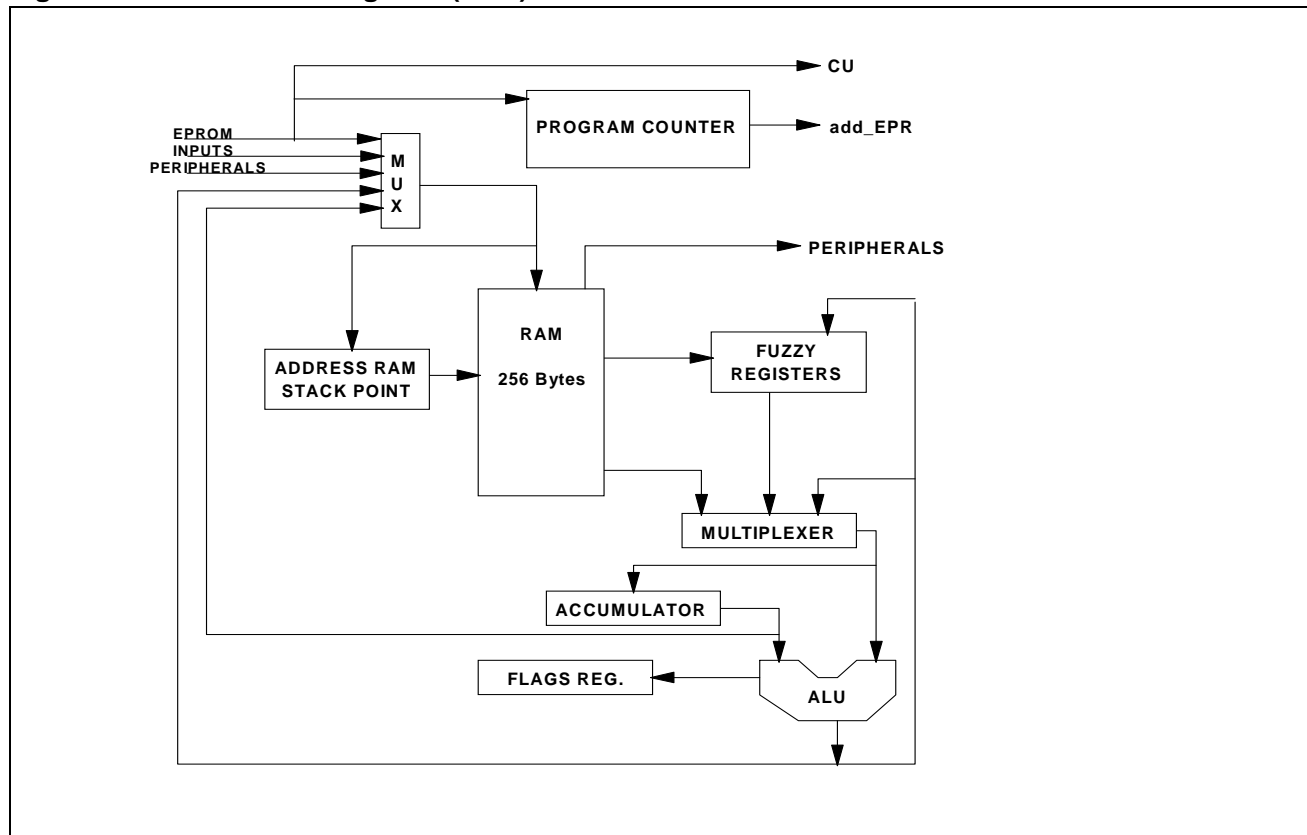 CU
PROGRAM COUNTER
add_EPR
EPROM
INPUTS
PERIPHERALS
M
U
X
PERIPHERALS
RAM
256 Bytes
FUZZY
REGISTERS
ADDRESS RAM
STACK POINT
MULTIPLEXER
ACCUMULATOR
FLAGS REG.
ALU